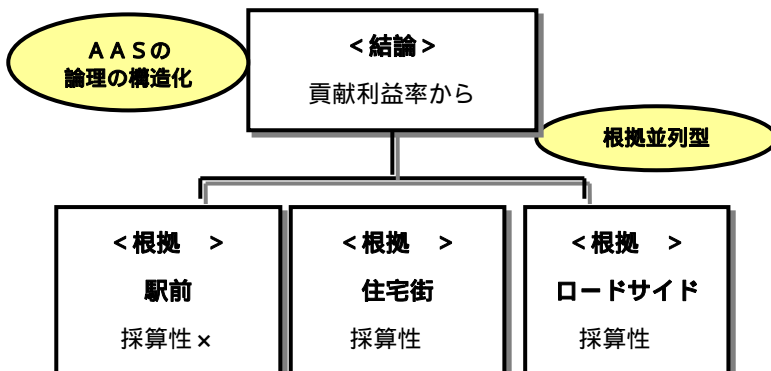 AASの
論理の構造化
<結論>
貢献利益率から
根拠並列型
<根拠　>
駅前
採算性×
<根拠　>
住宅街
採算性
<根拠　>
ロードサイド
採算性